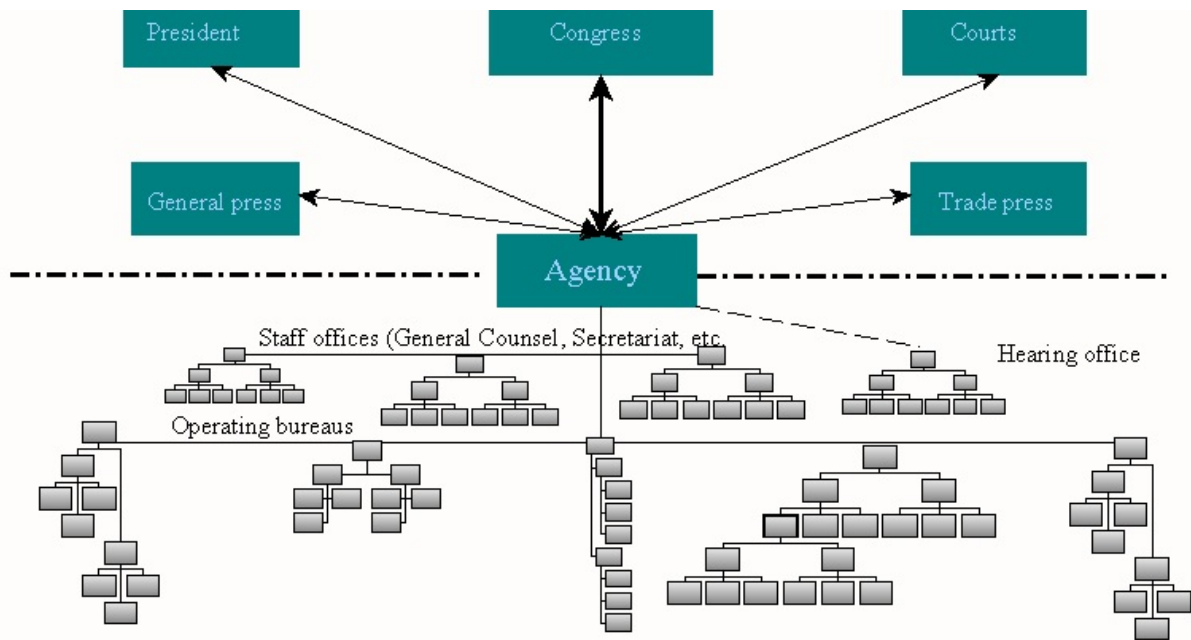 President
Congress
Courts
General press
Trade press
Agency
Staff offices (General Counsel, Secretariat, etc.
Hearing office
Operating bureaus